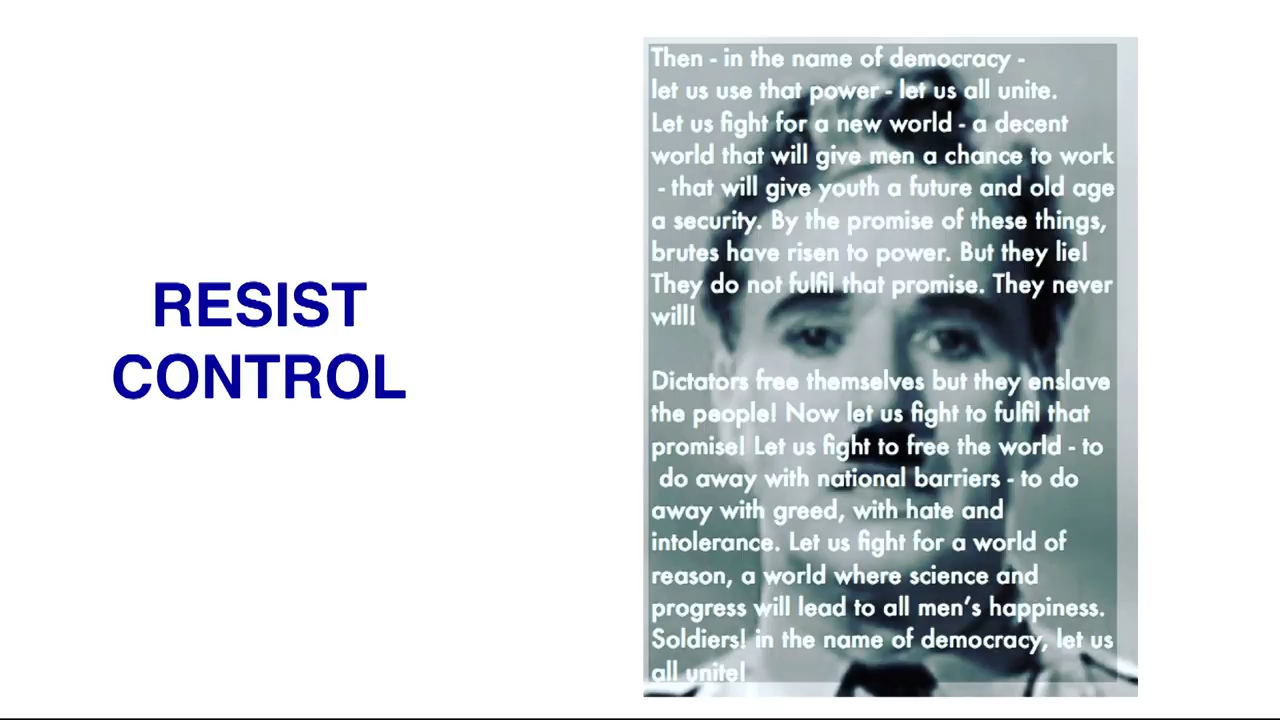 RESIST
CONTROL
Then - in the name of democracy -
let us use that power - let us all unite.
Let us fight for a new world - a decent
world that will give men a chance to work
- that will give youth a future and old age
a security. By the promise of these things,
brutes have risen to power. But they lie!
They do not fulfil that promise. They never
will!
Dictators free themselves but they enslave
the people! Now let us fight to fulfil that
promise! Let us fight to free the world - to
do away with national barriers - to do
away with greed, with hate and
intolerance. Let us fight for a world of
reason, a world where science and
progress will lead to all men’s happiness.
Soldiers! in the name of democracy, let us
all unite!